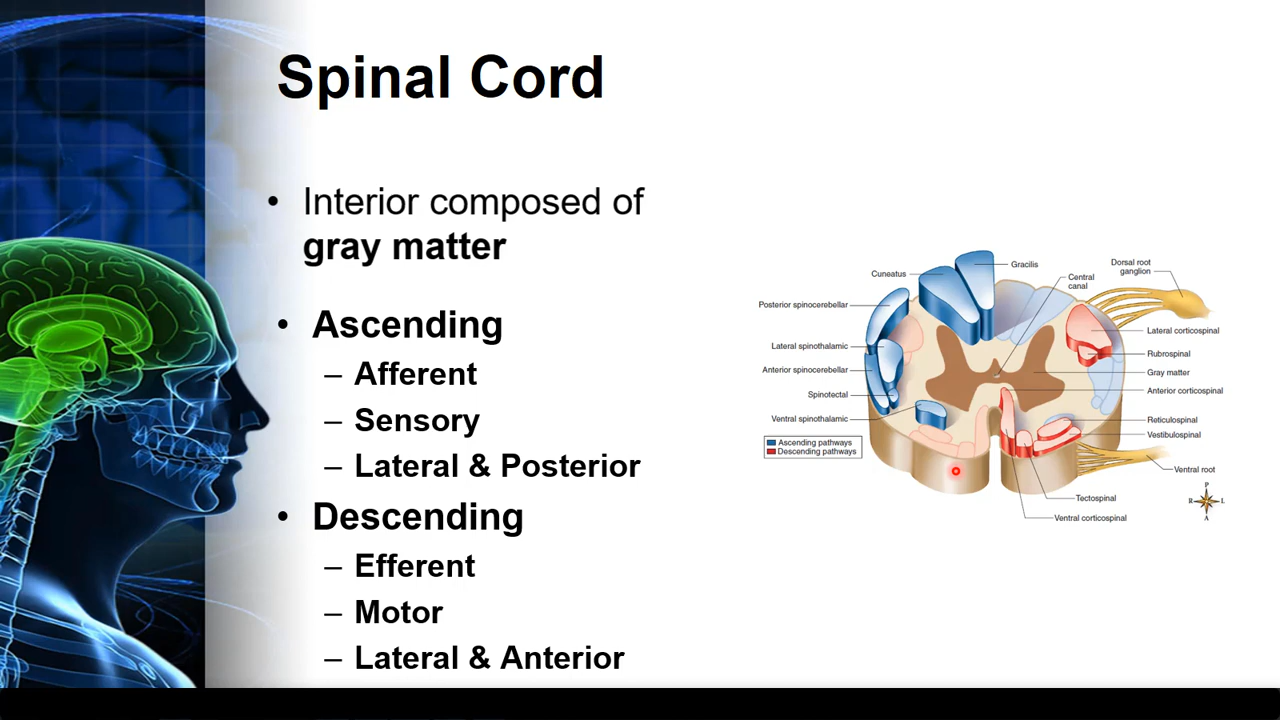 Spinal Cord
• Interior composed of
gray matter
• Ascending
– Afferent
– Sensory
– Lateral & Posterior
• Descending
– Efferent
– Motor
– Lateral & Anterior
Cuneatus
Gracilis
Central
canal
Dorsal root
ganglion
Posterior spinocerebellar
Lateral spinothalamic
Anterior spinocerebellar
Spinotectal
Ventral spinothalamic
Ascending pathways
Descending pathways
Lateral corticospinal
Rubrospinal
Gray matter
Anterior corticospinal
Reticulospinal
Vestibulospinal
Ventral root
Tectospinal
Ventral corticospinal
P
R L
A